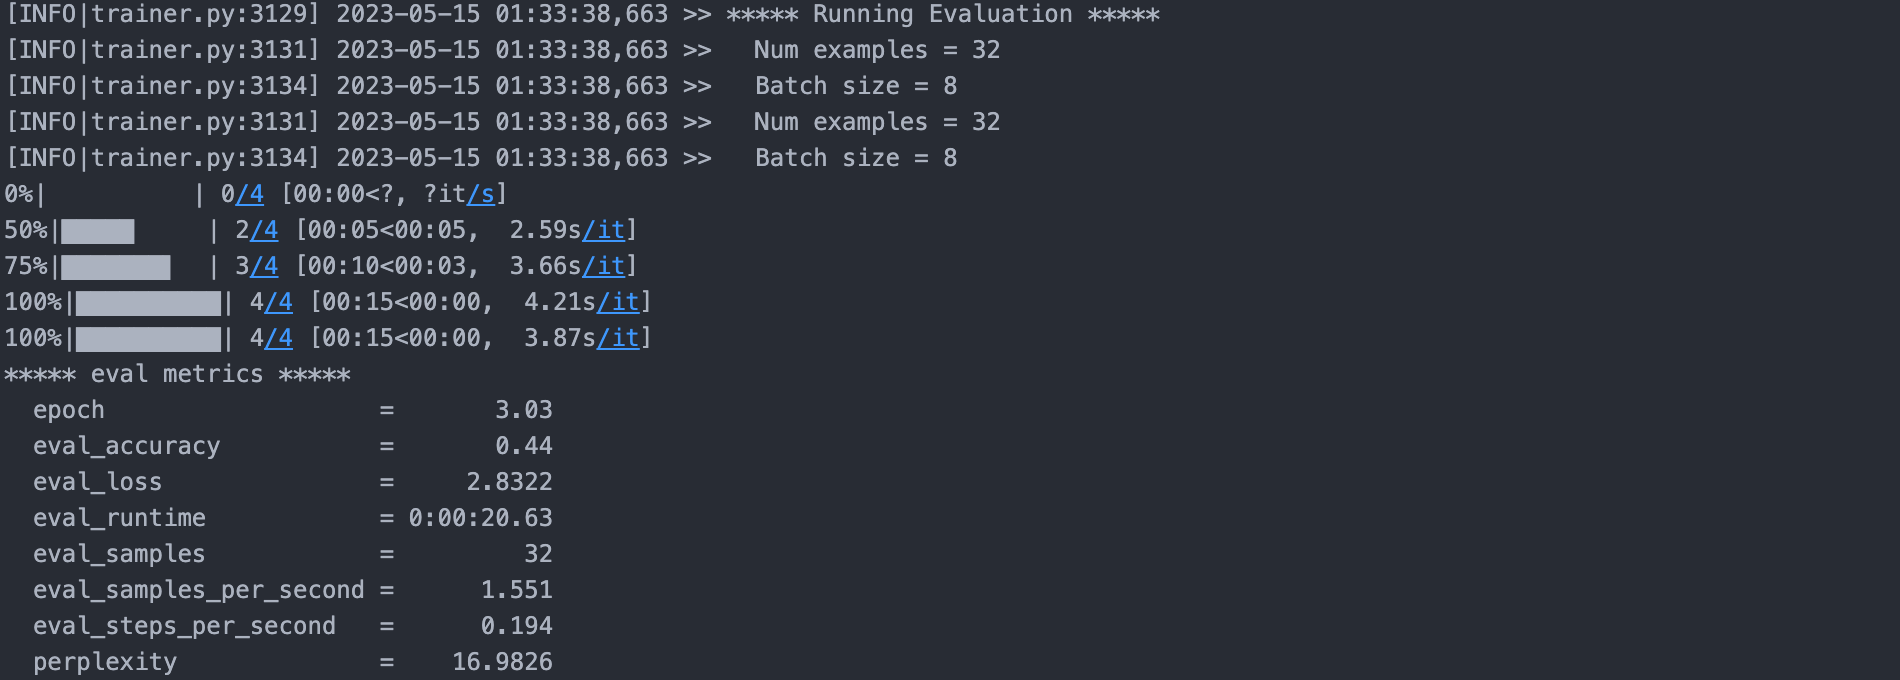 [INFO|trainer.py:3129] 2023-05-15 01:33:38,663 >> ***** Running Evaluation *****
[INFO|trainer.py:3131] 2023-05-15 01:33:38,663 >>   Num examples = 32
[INFO|trainer.py:3134] 2023-05-15 01:33:38,663 >>   Batch size = 8
[INFO|trainer.py:3131] 2023-05-15 01:33:38,663 >>   Num examples = 32
[INFO|trainer.py:3134] 2023-05-15 01:33:38,663 >>   Batch size = 8
0%|          | 0/4 [00:00<?, ?it/s]
50%|█████     | 2/4 [00:05<00:05,  2.59s/it]
75%|███████▌  | 3/4 [00:10<00:03,  3.66s/it]
100%|██████████| 4/4 [00:15<00:00,  4.21s/it]
100%|██████████| 4/4 [00:15<00:00,  3.87s/it]
***** eval metrics *****
  epoch                   =       3.03
  eval_accuracy           =       0.44
  eval_loss               =     2.8322
  eval_runtime            = 0:00:20.63
  eval_samples            =         32
  eval_samples_per_second =      1.551
  eval_steps_per_second   =      0.194
  perplexity              =    16.9826